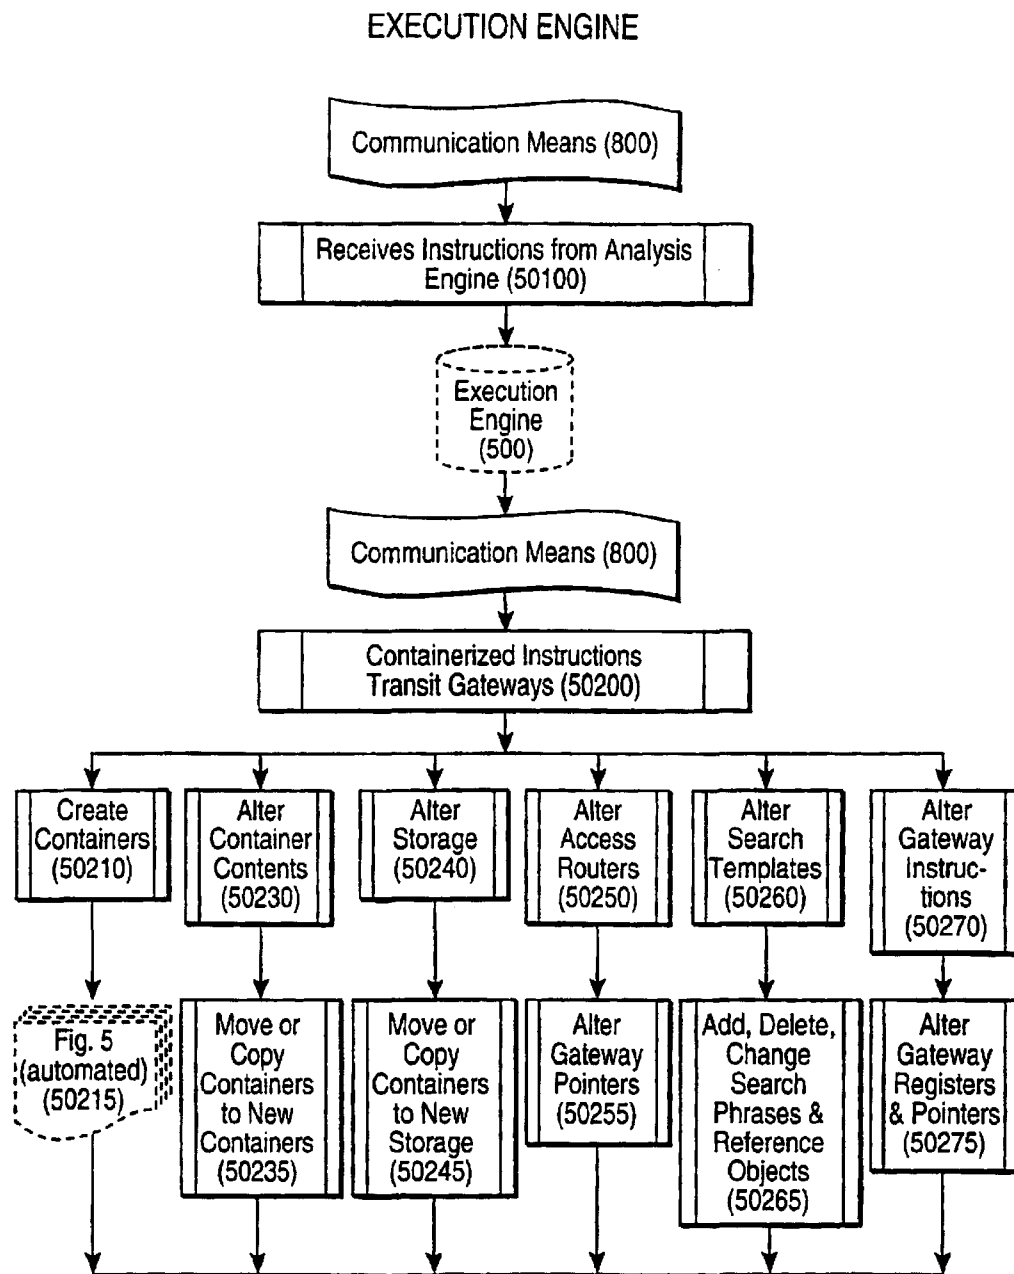 EXECUTION ENGINE
Communication Means (800)
Receives Instructions from Analysis
Engine (50100)
Execution
Engine
(500)
Communication Means (800)
Containerized Instructions
Transit Gateways (50200)
Create
Containers
(50210)
Alter
Container
Contents
(50230)
Alter
Storage
(50240)
Alter
Access
Routers
(50250)
Alter
Search
Templates
(50260)
Alter
Gateway
Instruc-
tions
(50270)
Fig. 5
(automated)
(50215)
Move or
Copy
Containers
to New
Containers
(50235)
Move or
Copy
Containers
to New
Storage
(50245)
Alter
Gateway
Pointers
(50255)
Add, Delete,
Change
Search
Phrases &
Reference
Objects
(50265)
Alter
Gateway
Registers
& Pointers
(50275)